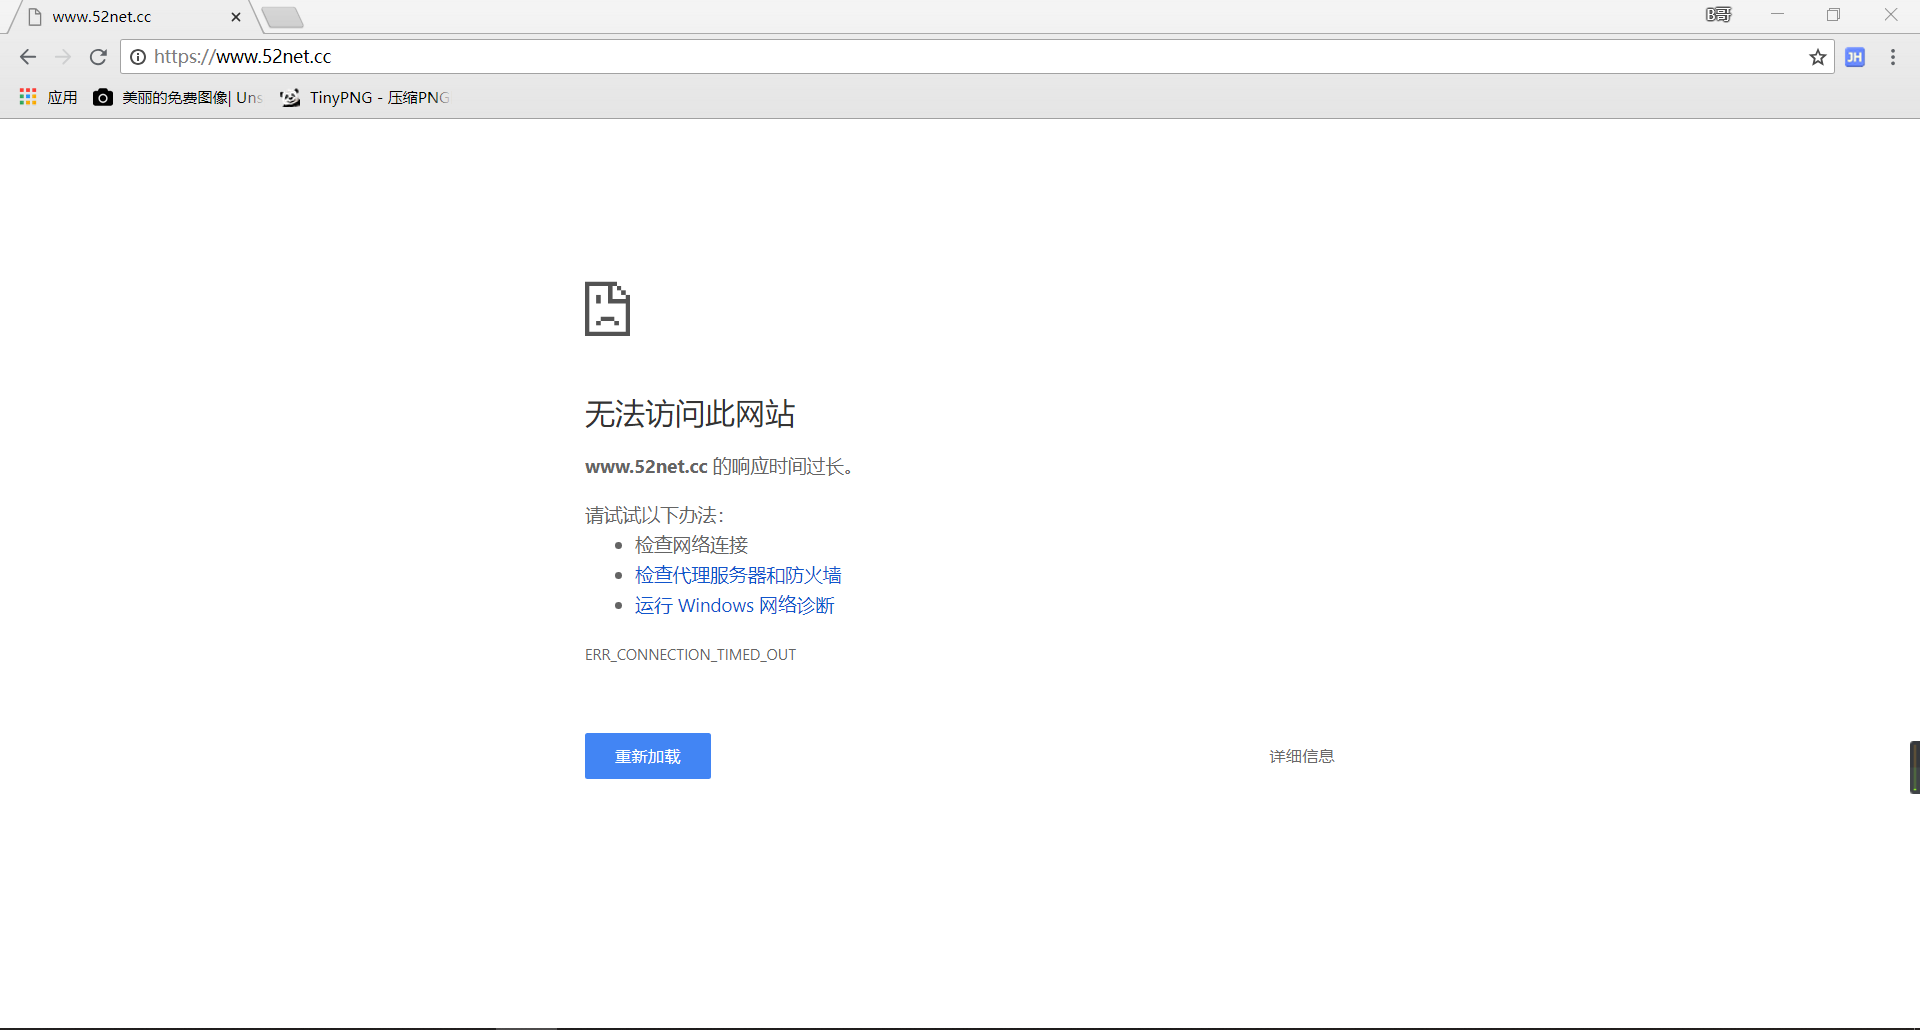 www.52net.cc
B哥
https://www.52net.cc
JH
应用
美丽的免费图像| Uns
TinyPNG - 压缩PNG
无法访问此网站
www.52net.cc 的响应时间过长。
请试试以下办法：
检查网络连接
检查代理服务器和防火墙
运行 Windows 网络诊断
ERR_CONNECTION_TIMED_OUT
重新加载
详细信息